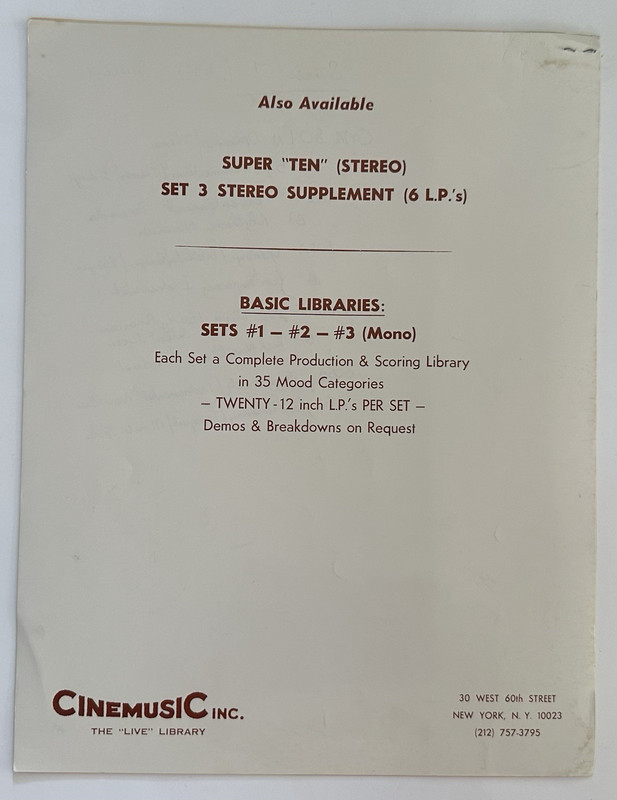 Also Available
SUPER "TEN" (STEREO)
SET 3 STEREO SUPPLEMENT (6 L.P.'s)
BASIC LIBRARIES:
SETS #1 – #2 – #3 (Mono)
Each Set a Complete Production & Scoring Library
in 35 Mood Categories
– TWENTY - 12 inch L.P.'s PER SET –
Demos & Breakdowns on Request
CINEMUSIC INC.
THE "LIVE" LIBRARY
30 WEST 60th STREET
NEW YORK, N. Y. 10023
(212) 757-3795